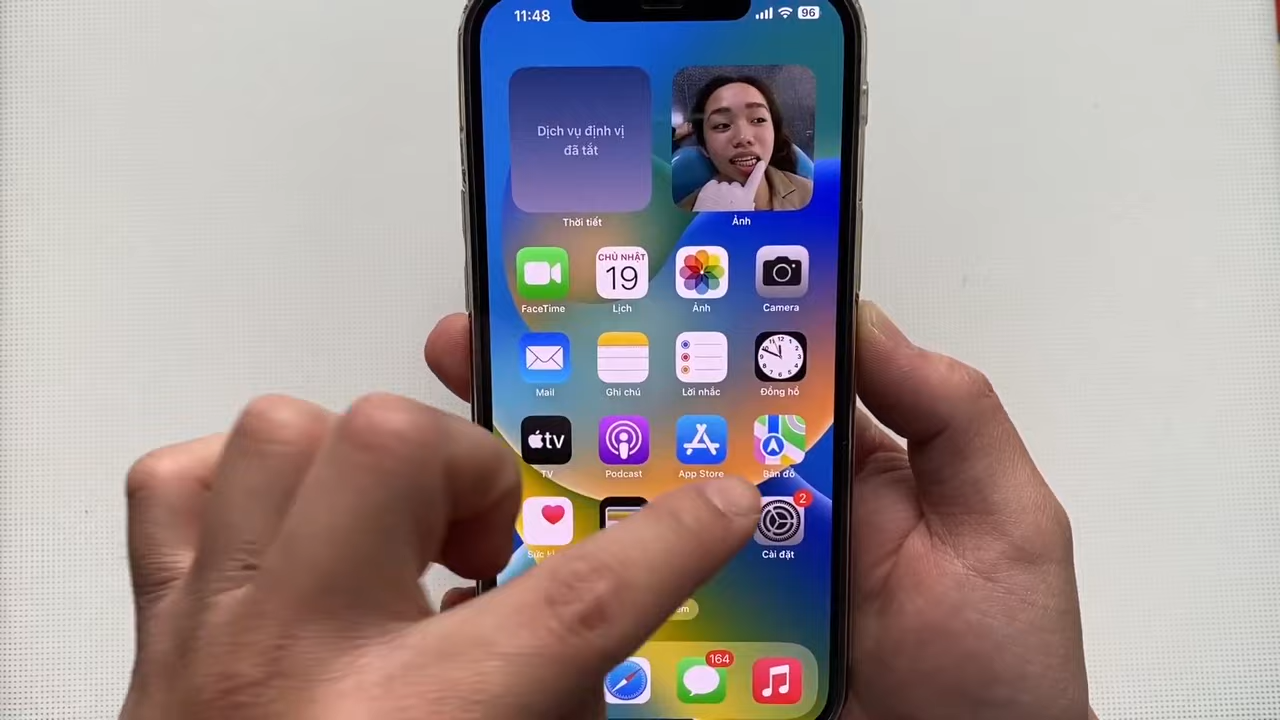 11:48
96
Dịch vụ định vị
đã tắt
Thời tiết
Ảnh
CHỦ NHẬT
19
FaceTime
Lịch
Ảnh
Camera
Mail
Ghi chú
Lời nhắc
Đồng hồ
tv
TV
Podcast
App Store
Bản đồ
2
Cài đặt
164